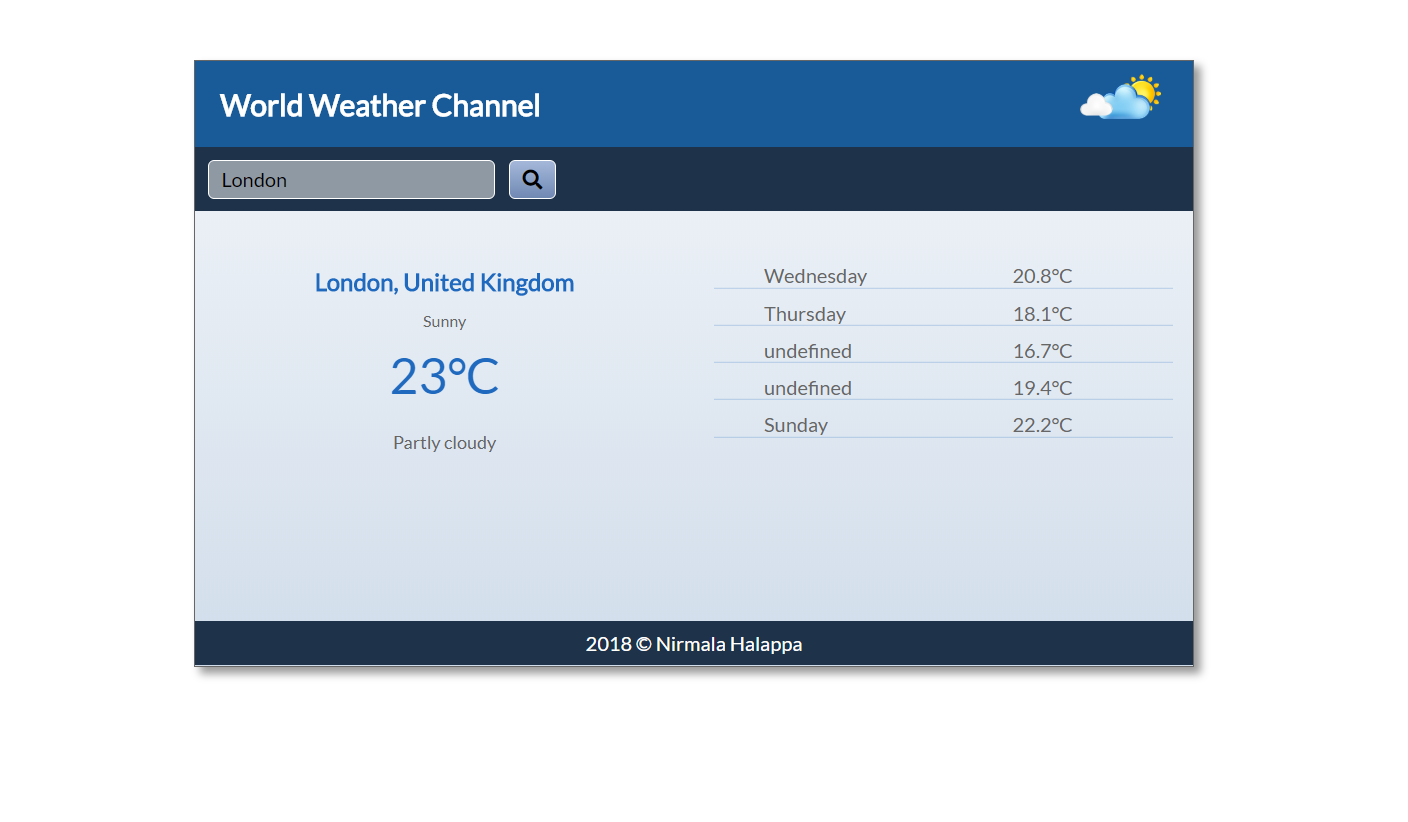 World Weather Channel
London
London, United Kingdom
Sunny
23°C
Partly cloudy
Wednesday 20.8°C
Thursday 18.1°C
undefined 16.7°C
undefined 19.4°C
Sunday 22.2°C
2018 © Nirmala Halappa